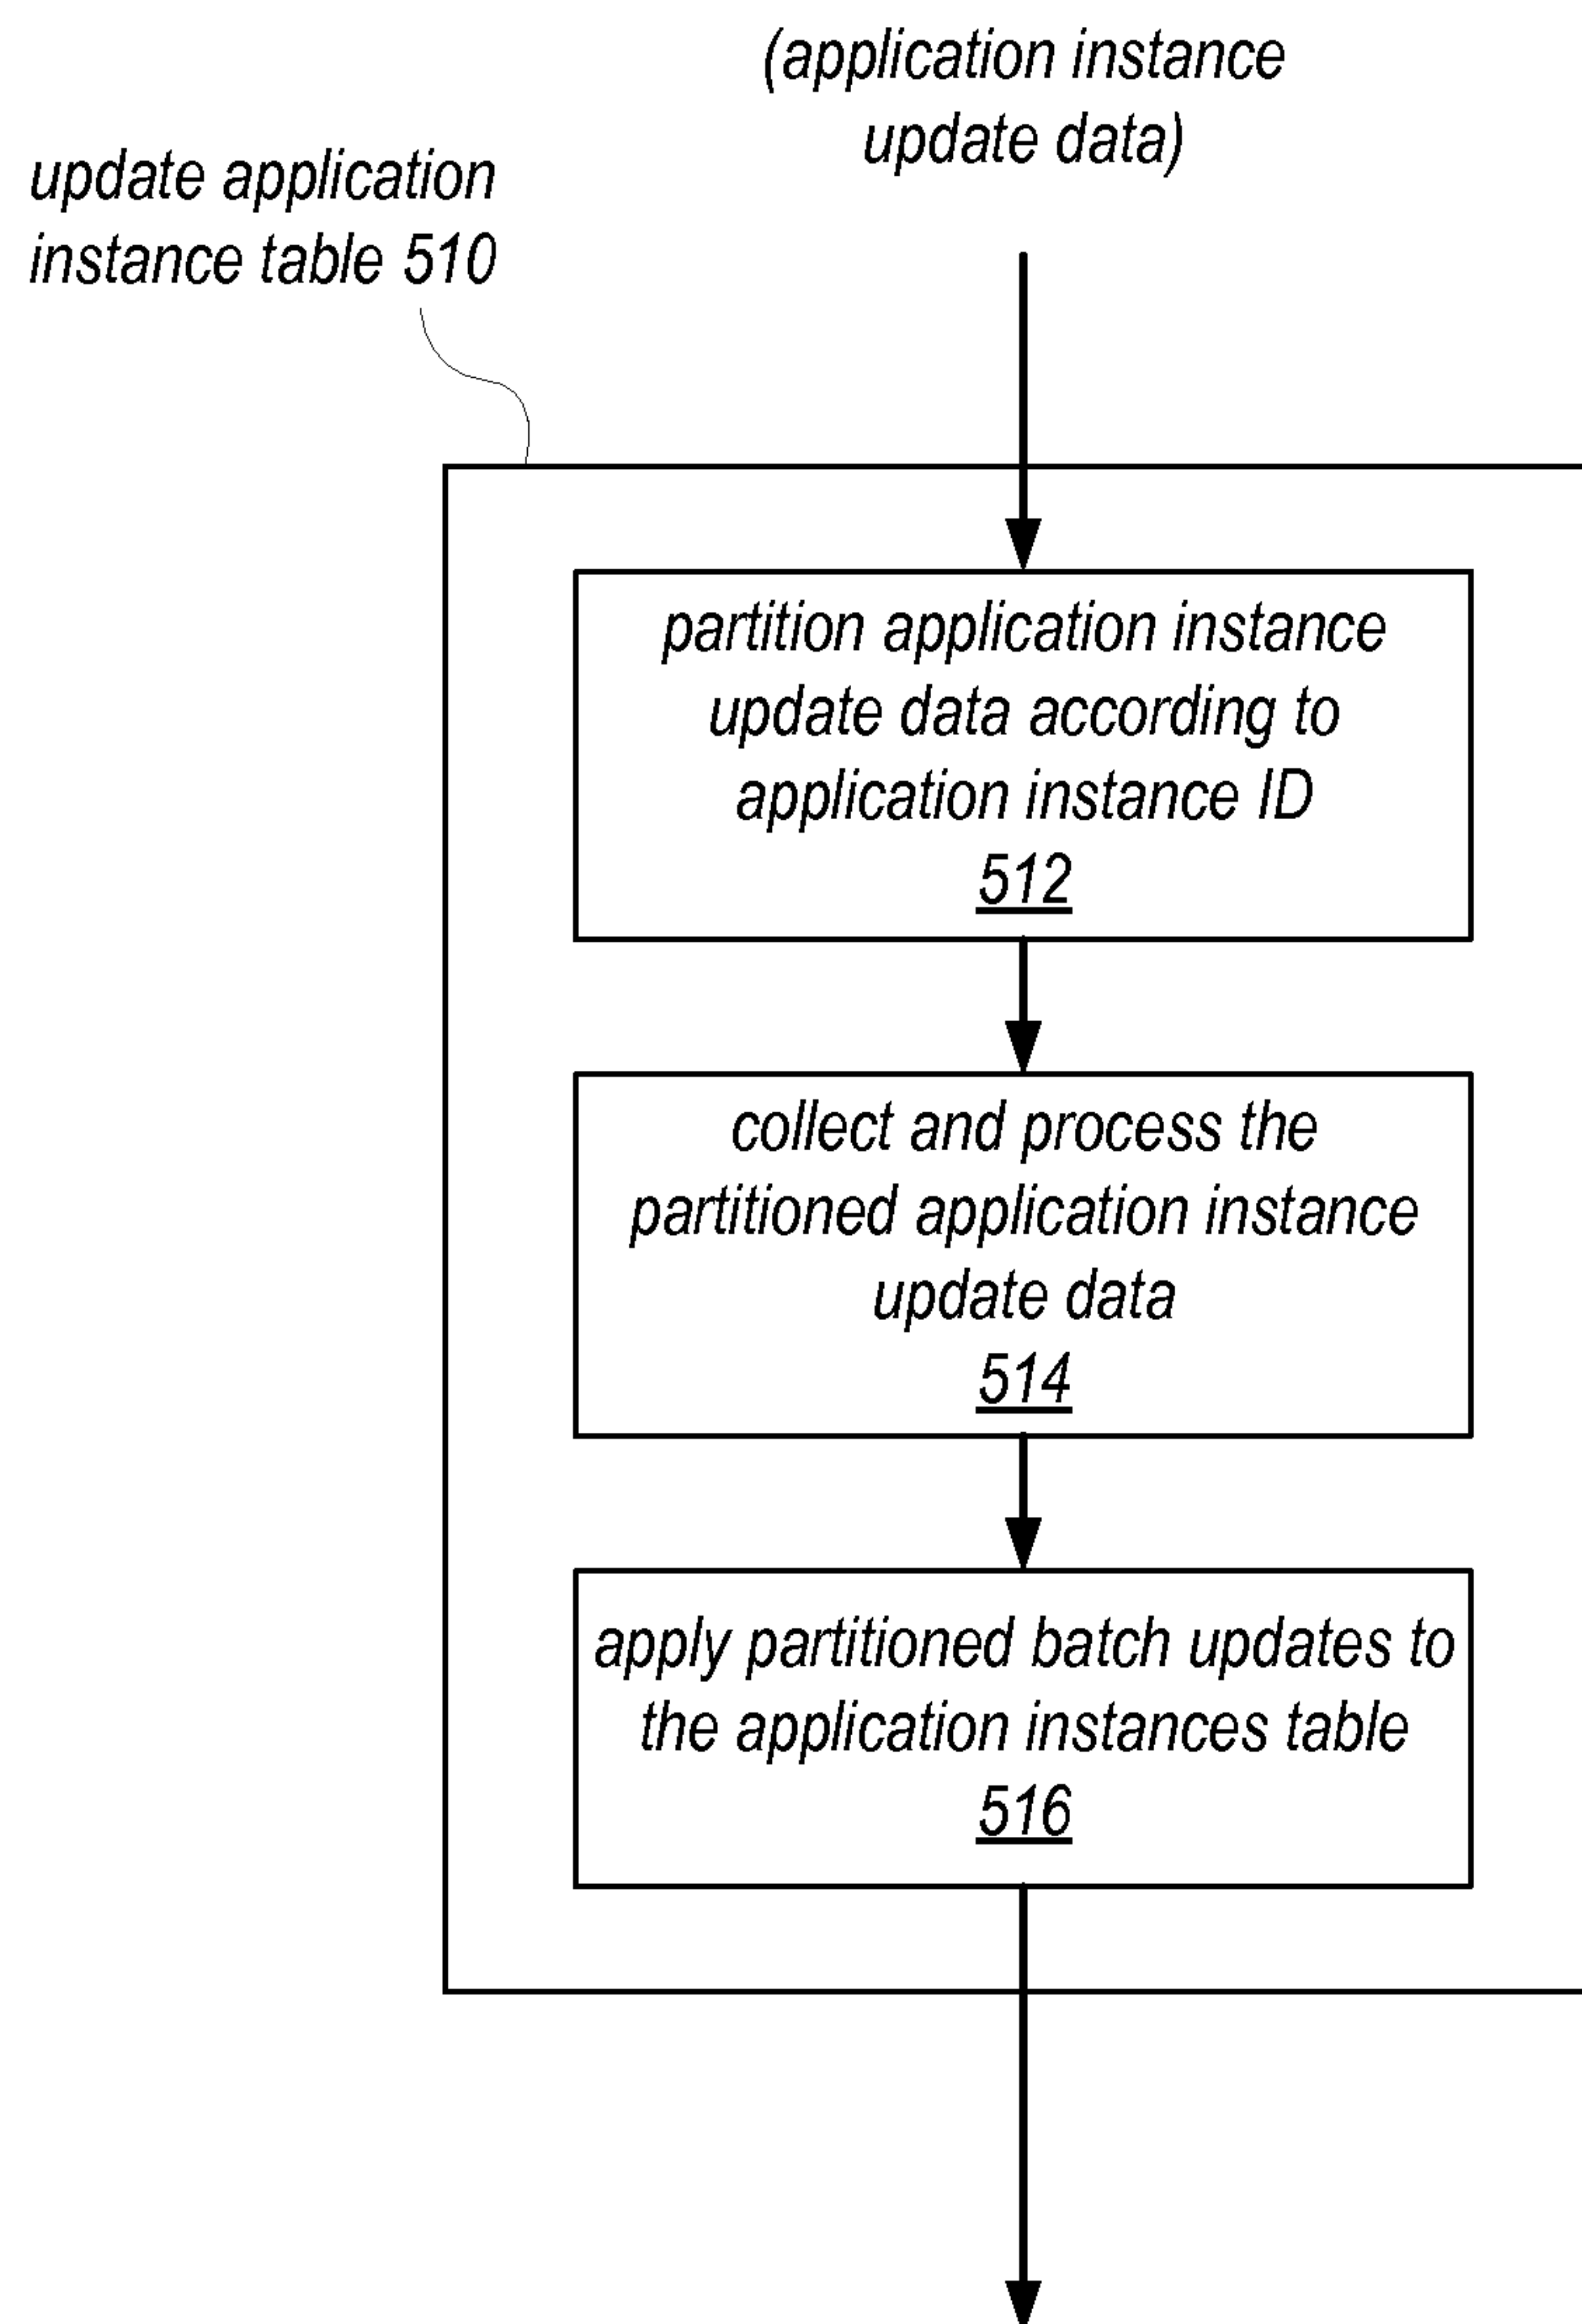 (application instance
update data)
update application
instance table 510
partition application instance
update data according to
application instance ID
512
collect and process the
partitioned application instance
update data
514
apply partitioned batch updates to
the application instances table
516